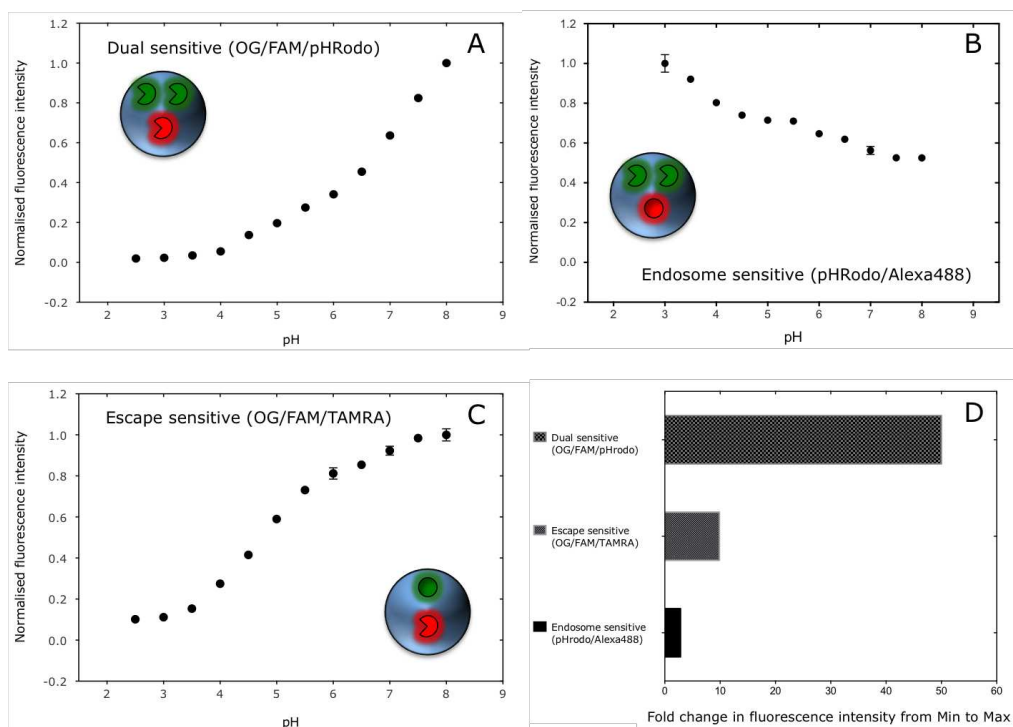 A
Dual sensitive (OG/FAM/pHRodo)
Normalised fluorescence intensity
1.2
1.0
0.8
0.6
0.4
0.2
0.0
-0.2
2 3 4 5 6 7 8 9
pH
B
Normalised fluorescence intensity
1.2
1.0
0.8
0.6
0.4
0.2
0.0
-0.2
Endosome sensitive (pHRodo/Alexa488)
2 3 4 5 6 7 8 9
pH
C
Escape sensitive (OG/FAM/TAMRA)
Normalised fluorescence intensity
1.2
1.0
0.8
0.6
0.4
0.2
0.0
-0.2
2 3 4 5 6 7 8 9
pH
D
Dual sensitive
(OG/FAM/pHrodo)
Escape sensitive
(OG/FAM/TAMRA)
Endosome sensitive
(pHrodo/Alexa488)
0 10 20 30 40 50 60
Fold change in fluorescence intensity from Min to Max